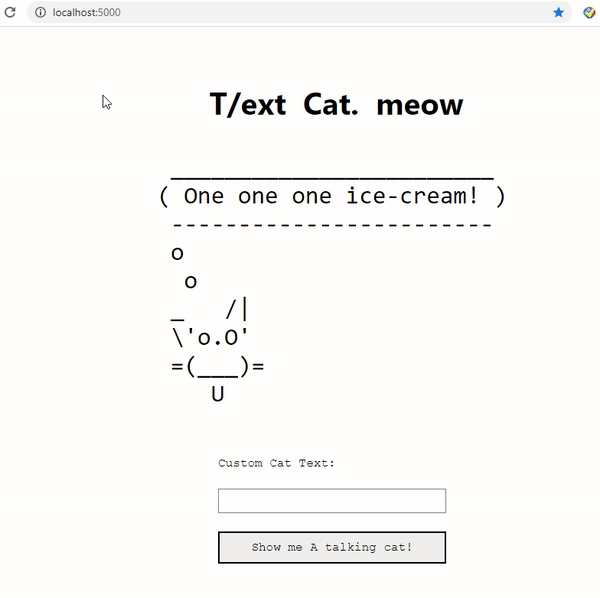 localhost:5000
T/ext Cat. meow
________________________
( One one one ice-cream! )
------------------------
o
 o
_   /|
\'o.O'
=(___)=
   U
Custom Cat Text:
Show me A talking cat!